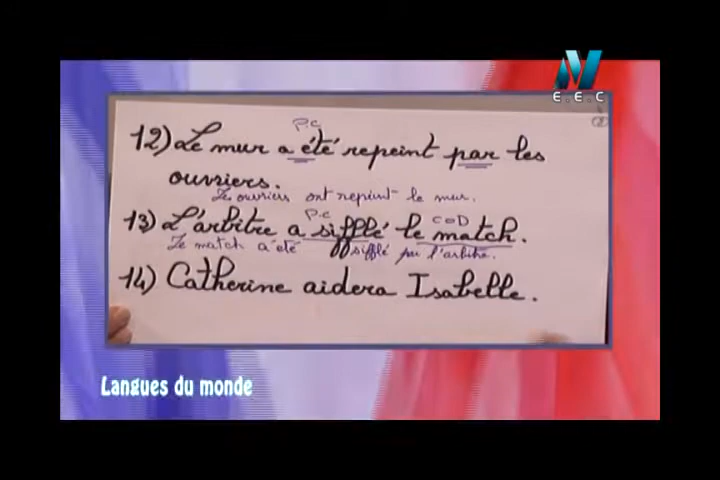 E.E.C
P.C
12) Le mur a été repeint par les
ouvriers.
Les ouvriers ont repeint le mur.
P.C
COD
13) L'arbitre a sifflé le match.
Le match a été sifflé par l'arbitre.
14) Catherine aidera Isabelle.
Langues du monde